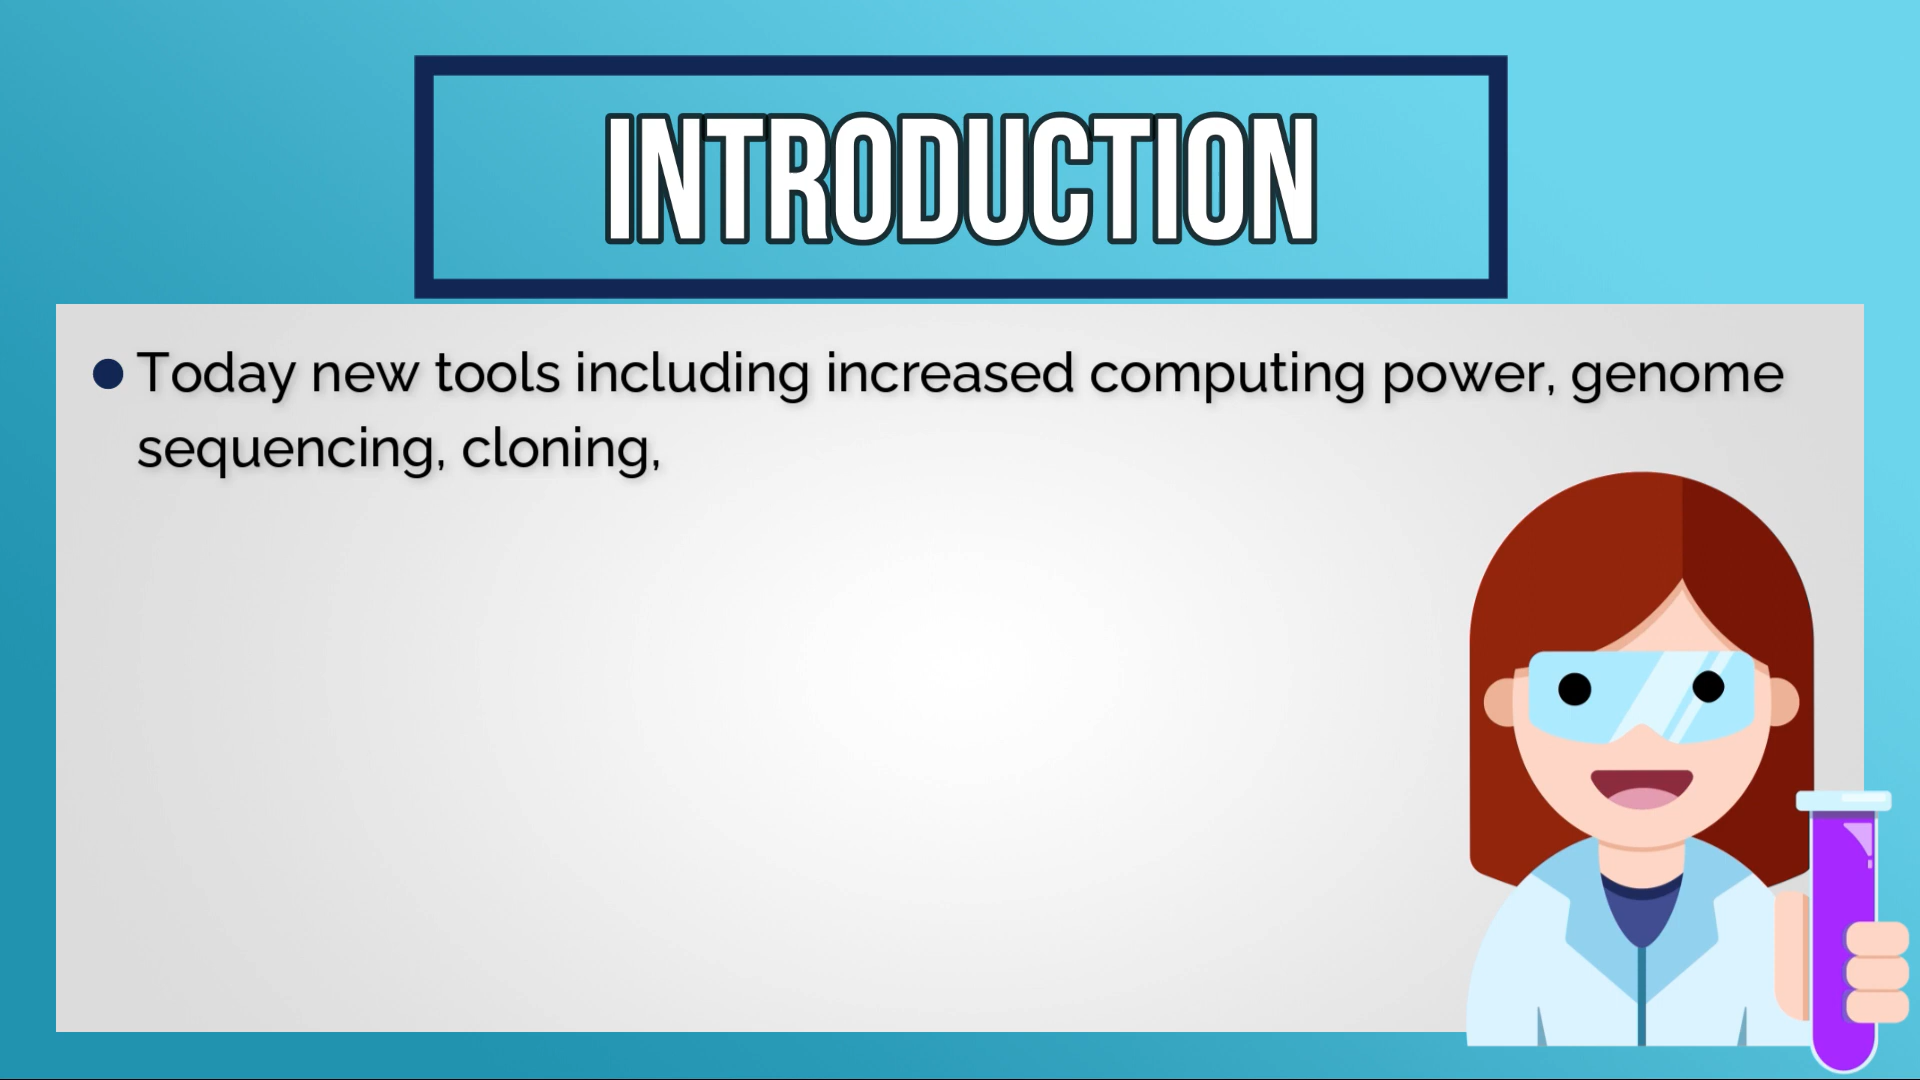 INTRODUCTION
Today new tools including increased computing power, genome
sequencing, cloning,